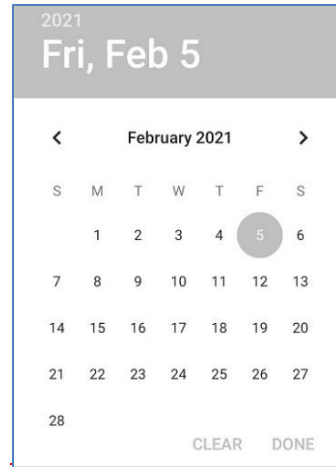 2021
Fri, Feb 5
< February 2021 >
S M T W T F S
1 2 3 4 5 6
7 8 9 10 11 12 13
14 15 16 17 18 19 20
21 22 23 24 25 26 27
28
CLEAR DONE